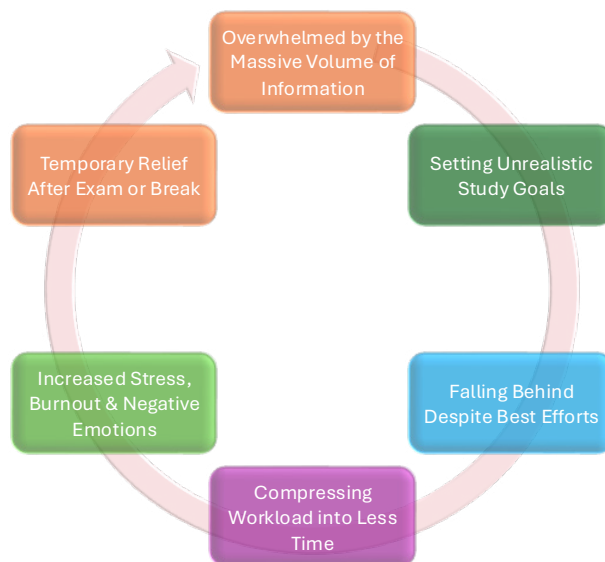 Overwhelmed by the
Massive Volume of
Information
Setting Unrealistic
Study Goals
Falling Behind
Despite Best Efforts
Compressing
Workload into Less
Time
Increased Stress,
Burnout & Negative
Emotions
Temporary Relief
After Exam or Break